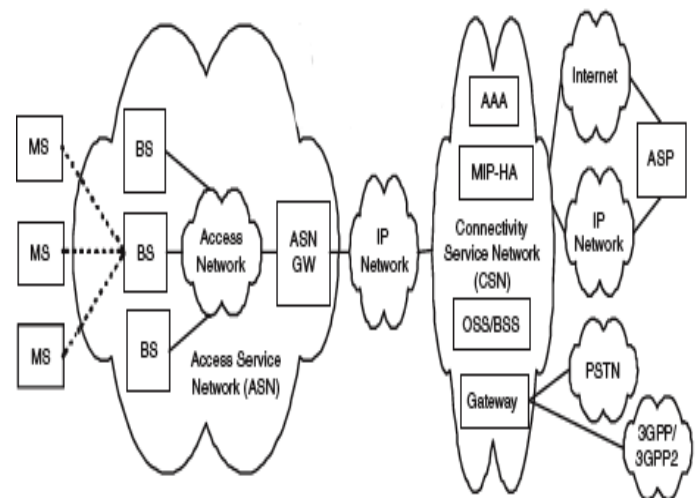 MS
MS
MS
BS
BS
BS
Access
Network
ASN
GW
Access Service
Network (ASN)
IP
Network
AAA
MIP-HA
Connectivity
Service Network
(CSN)
OSS/BSS
Gateway
Internet
IP
Network
ASP
PSTN
3GPP/
3GPP2